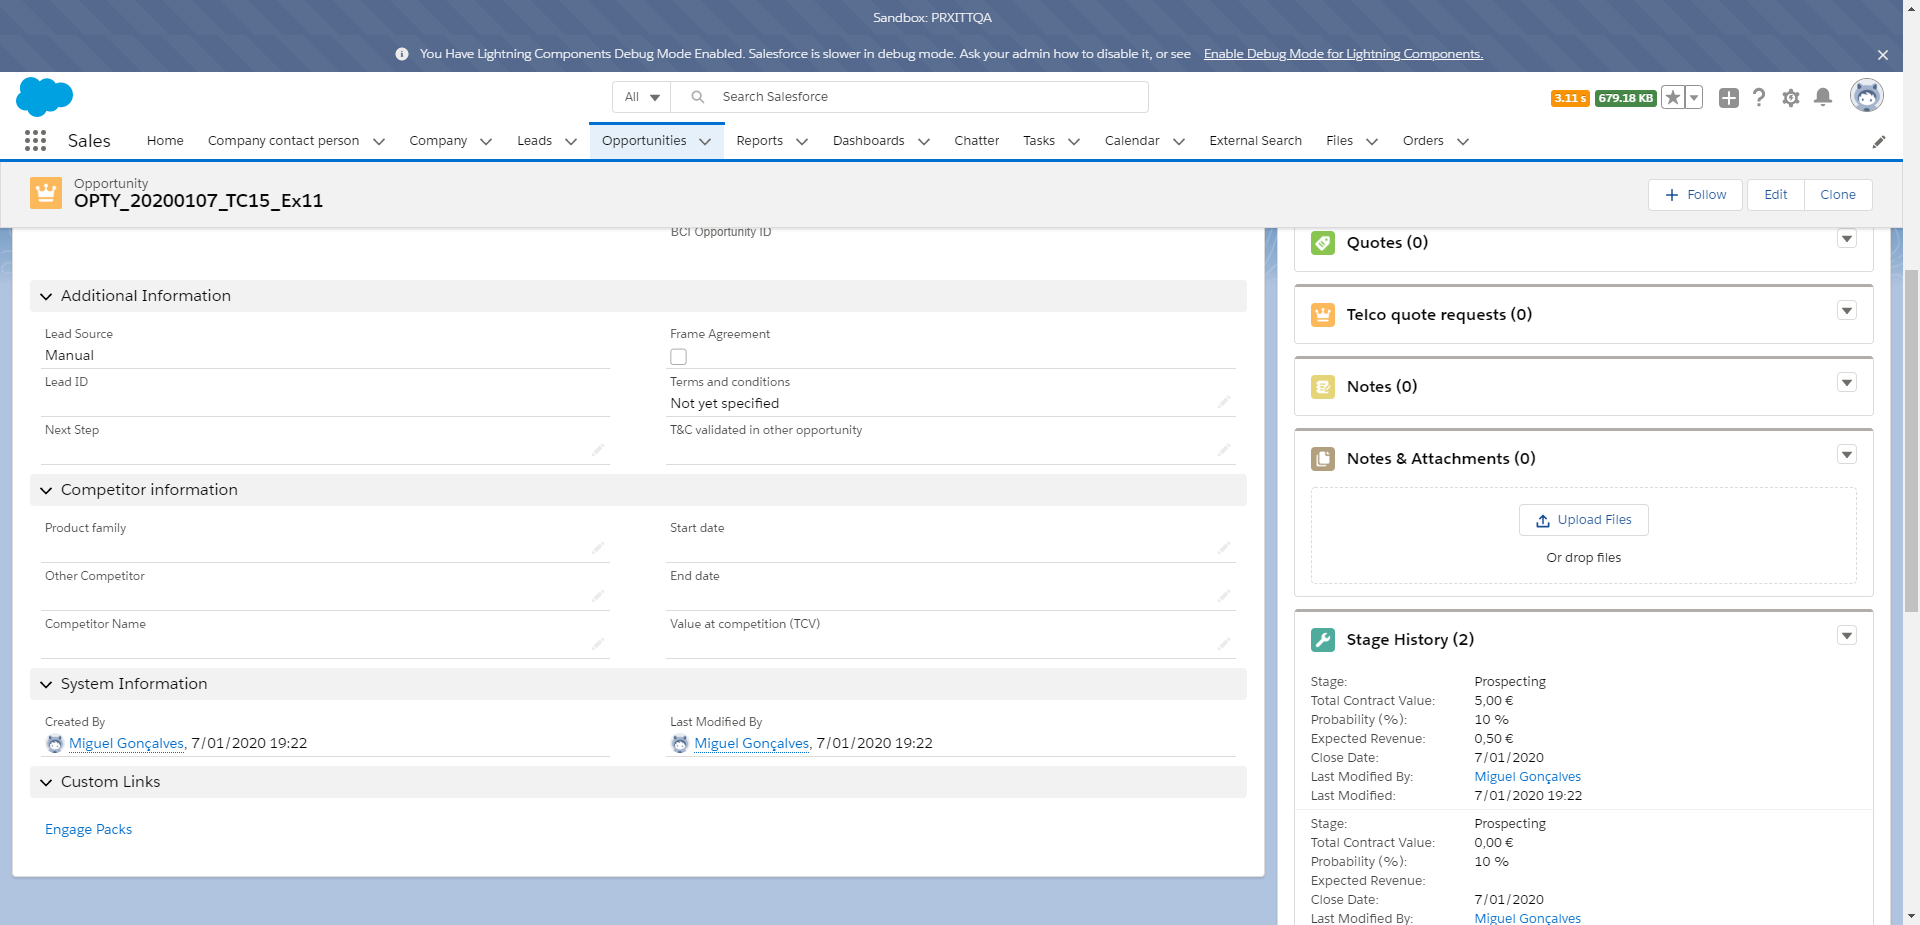 Sandbox: PRXITTQA
You Have Lightning Components Debug Mode Enabled. Salesforce is slower in debug mode. Ask your admin how to disable it, or see Enable Debug Mode for Lightning Components.
All
Search Salesforce
3.11 s
679.18 KB
Sales
Home
Company contact person
Company
Leads
Opportunities
Reports
Dashboards
Chatter
Tasks
Calendar
External Search
Files
Orders
Opportunity
OPTY_20200107_TC15_Ex11
Follow
Edit
Clone
BCI Opportunity ID
Additional Information
Lead Source
Manual
Frame Agreement
Lead ID
Terms and conditions
Not yet specified
Next Step
T&C validated in other opportunity
Competitor information
Product family
Start date
Other Competitor
End date
Competitor Name
Value at competition (TCV)
System Information
Created By
Miguel Gonçalves, 7/01/2020 19:22
Last Modified By
Miguel Gonçalves, 7/01/2020 19:22
Custom Links
Engage Packs
Quotes (0)
Telco quote requests (0)
Notes (0)
Notes & Attachments (0)
Upload Files
Or drop files
Stage History (2)
Stage: Prospecting
Total Contract Value: 5,00 €
Probability (%): 10 %
Expected Revenue: 0,50 €
Close Date: 7/01/2020
Last Modified By: Miguel Gonçalves
Last Modified: 7/01/2020 19:22
Stage: Prospecting
Total Contract Value: 0,00 €
Probability (%): 10 %
Expected Revenue:
Close Date: 7/01/2020
Last Modified By: Miguel Gonçalves